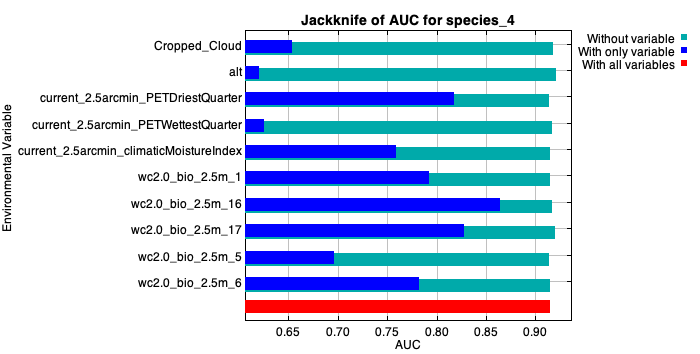 Jackknife of AUC for species_4
Without variable
With only variable
With all variables
Environmental Variable
Cropped_Cloud
alt
current_2.5arcmin_PETDriestQuarter
current_2.5arcmin_PETWettestQuarter
current_2.5arcmin_climaticMoistureIndex
wc2.0_bio_2.5m_1
wc2.0_bio_2.5m_16
wc2.0_bio_2.5m_17
wc2.0_bio_2.5m_5
wc2.0_bio_2.5m_6
0.65 0.70 0.75 0.80 0.85 0.90
AUC